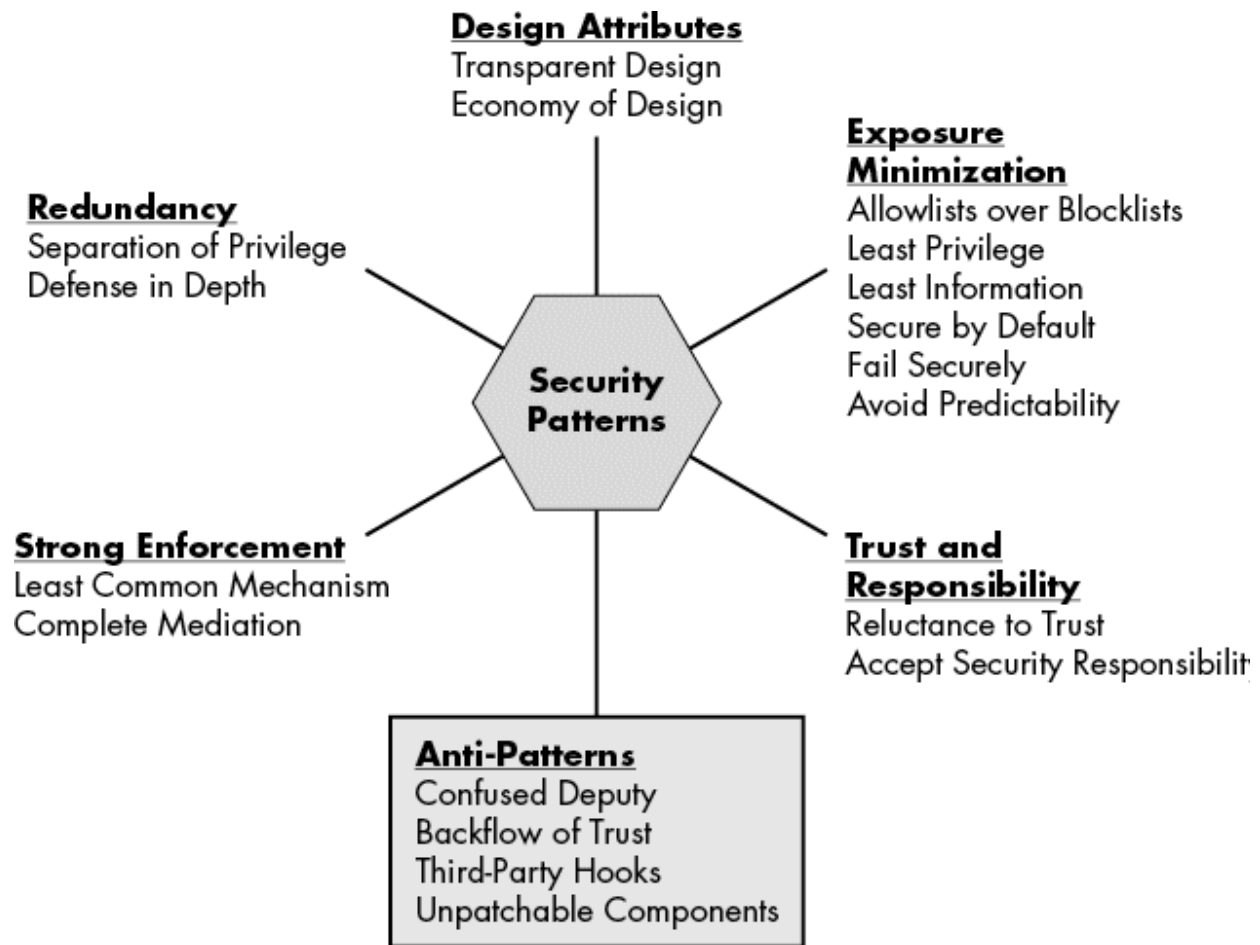 Design Attributes
Transparent Design
Economy of Design
Exposure
Minimization
Allowlists over Blocklists
Least Privilege
Least Information
Secure by Default
Fail Securely
Avoid Predictability
Redundancy
Separation of Privilege
Defense in Depth
Security
Patterns
Strong Enforcement
Least Common Mechanism
Complete Mediation
Trust and
Responsibility
Reluctance to Trust
Accept Security Responsibility
Anti-Patterns
Confused Deputy
Backflow of Trust
Third-Party Hooks
Unpatchable Components